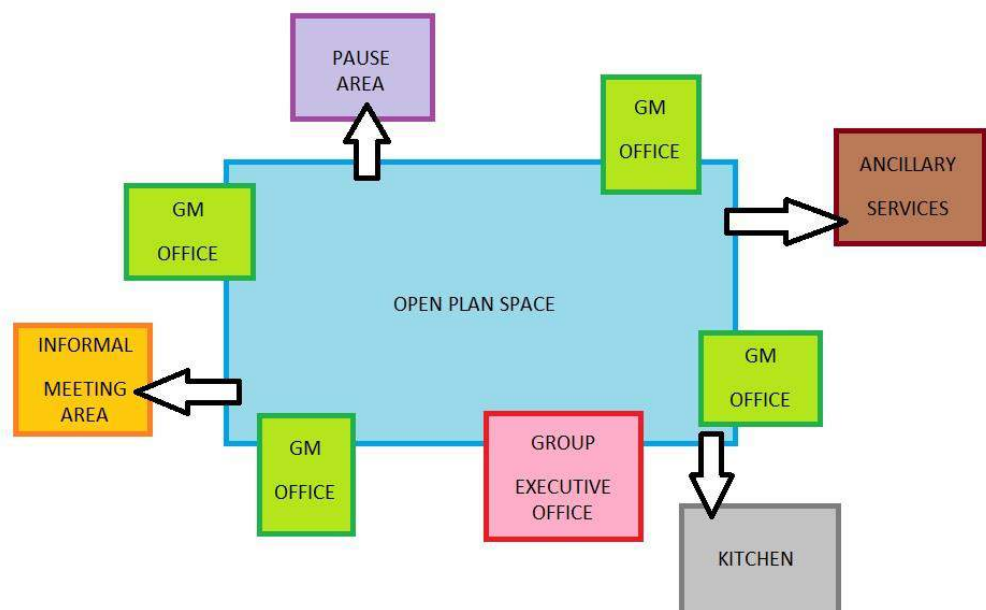 PAUSE
AREA
GM
OFFICE
ANCILLARY
SERVICES
GM
OFFICE
OPEN PLAN SPACE
INFORMAL
MEETING
AREA
GM
OFFICE
GM
OFFICE
GROUP
EXECUTIVE
OFFICE
KITCHEN